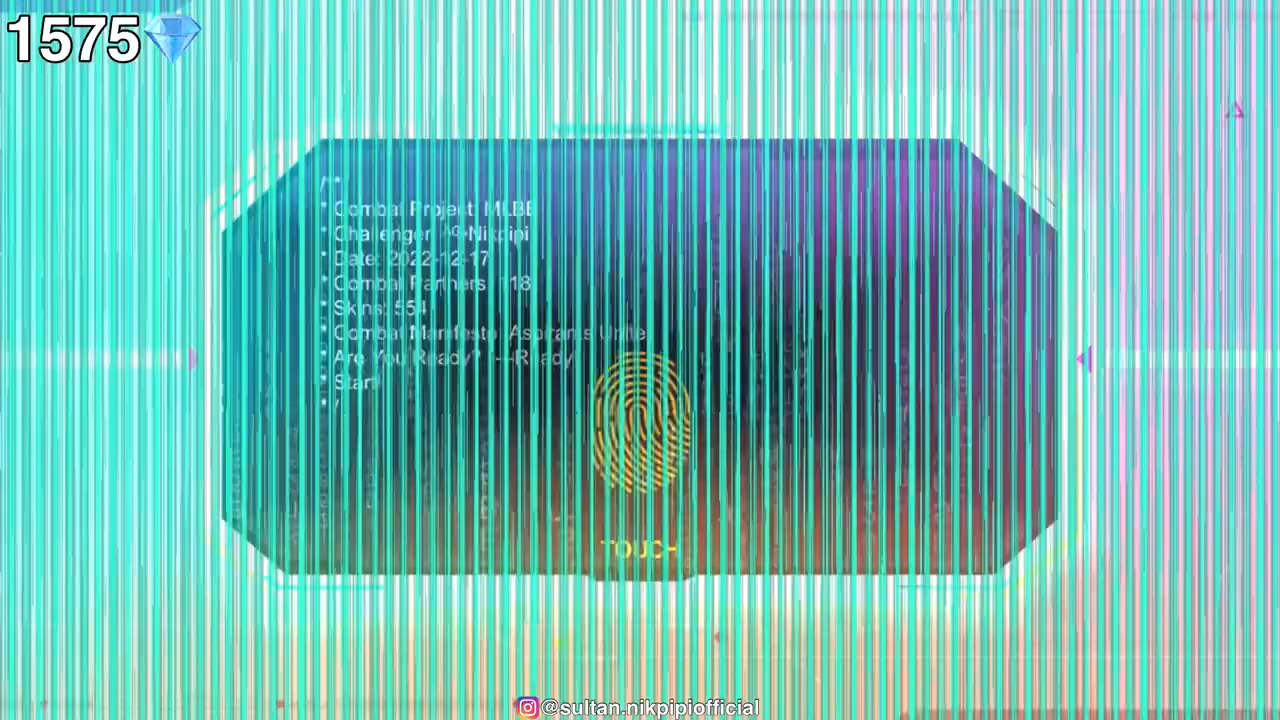 1575
/**
* Combat Project: MLBB
* Challenger: Nikpipi
* Date: 2022-12-17
* Combat Partners: 118
* Skins: 554
* Combat Manifesto: Aspirants Unite
* Are You Ready? ---Ready
* Start
*/
TOUCH
@sultan.nikpipiofficial